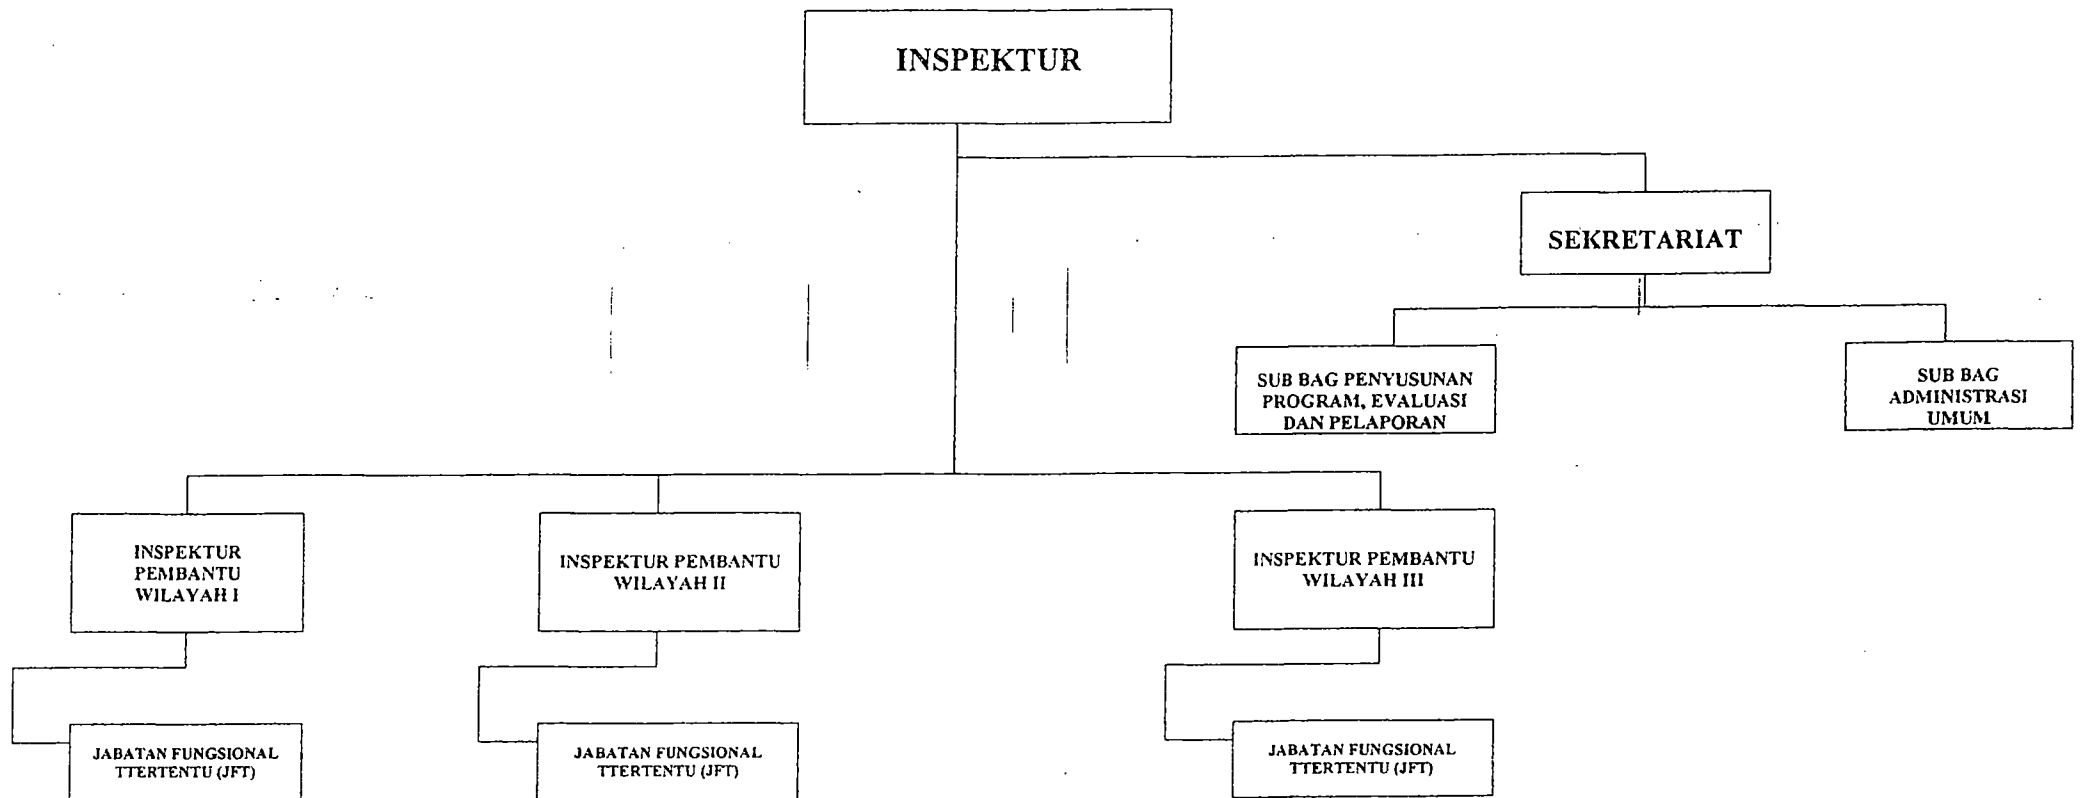 INSPEKTUR
SEKRETARIAT
SUB BAG PENYUSUNAN
PROGRAM, EVALUASI
DAN PELAPORAN
SUB BAG
ADMINISTRASI
UMUM
INSPEKTUR
PEMBANTU
WILAYAH I
INSPEKTUR PEMBANTU
WILAYAH II
INSPEKTUR PEMBANTU
WILAYAH III
JABATAN FUNGSIONAL
TTERTENTU (JFT)
JABATAN FUNGSIONAL
TTERTENTU (JFT)
JABATAN FUNGSIONAL
TTERTENTU (JFT)